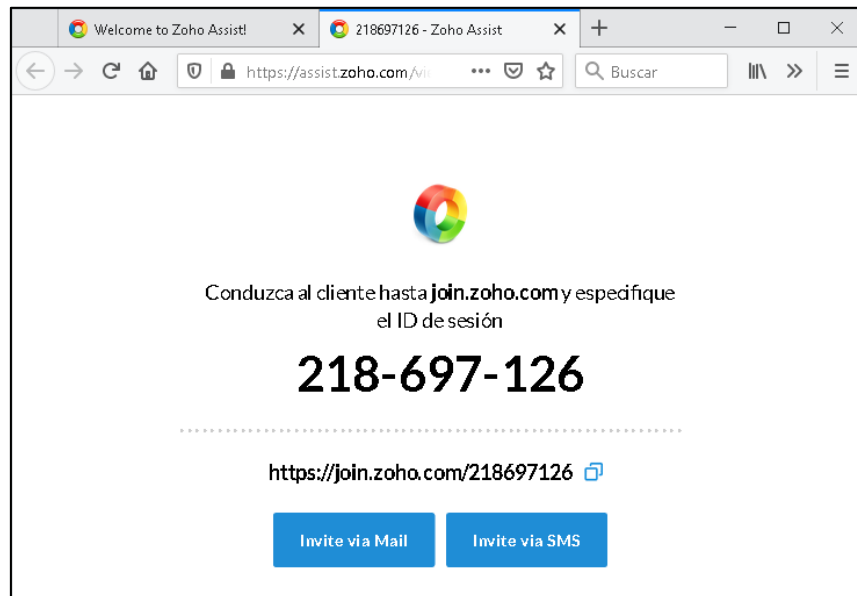 Welcome to Zoho Assist!
218697126 - Zoho Assist
https://assist.zoho.com/vi
Buscar
Conduzca al cliente hasta join.zoho.com y especifique
el ID de sesión
218-697-126
https://join.zoho.com/218697126
Invite via Mail
Invite via SMS